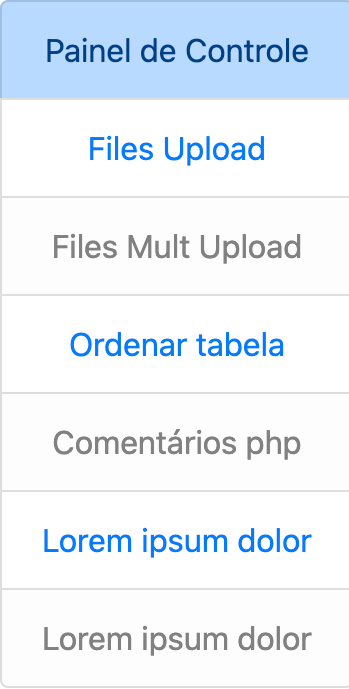 Painel de Controle
Files Upload
Files Mult Upload
Ordenar tabela
Comentários php
Lorem ipsum dolor
Lorem ipsum dolor